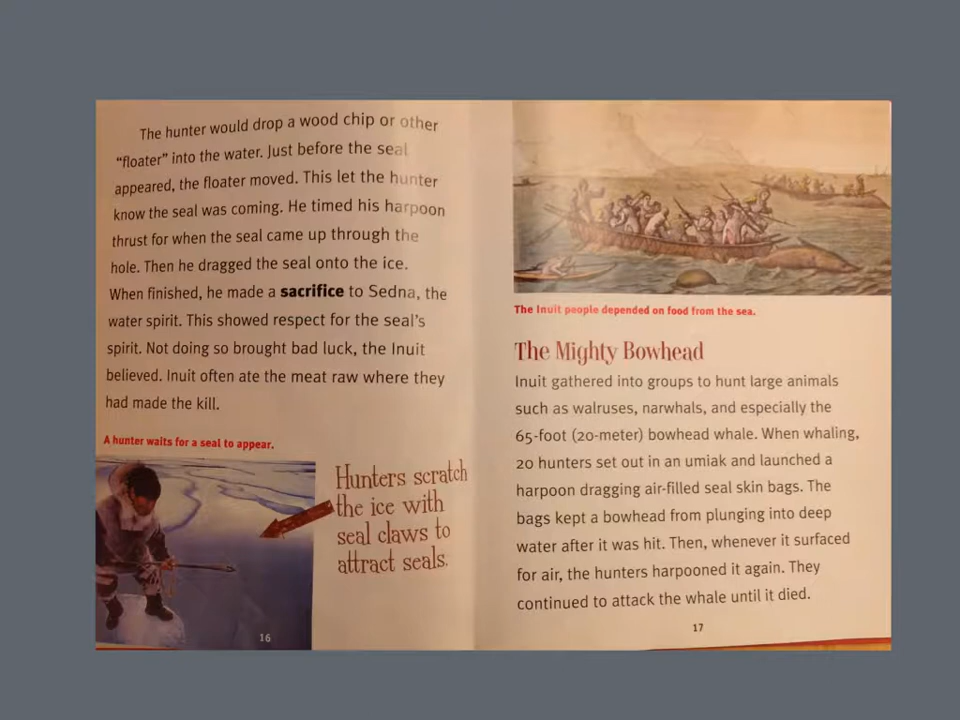 The hunter would drop a wood chip or other
“floater” into the water. Just before the seal
appeared, the floater moved. This let the hunter
know the seal was coming. He timed his harpoon
thrust for when the seal came up through the
hole. Then he dragged the seal onto the ice.
When finished, he made a sacrifice to Sedna, the
water spirit. This showed respect for the seal’s
spirit. Not doing so brought bad luck, the Inuit
believed. Inuit often ate the meat raw where they
had made the kill.
A hunter waits for a seal to appear.
Hunters scratch
the ice with
seal claws to
attract seals.
16
The Inuit people depended on food from the sea.
The Mighty Bowhead
Inuit gathered into groups to hunt large animals
such as walruses, narwhals, and especially the
65-foot (20-meter) bowhead whale. When whaling,
20 hunters set out in an umiak and launched a
harpoon dragging air-filled seal skin bags. The
bags kept a bowhead from plunging into deep
water after it was hit. Then, whenever it surfaced
for air, the hunters harpooned it again. They
continued to attack the whale until it died.
17